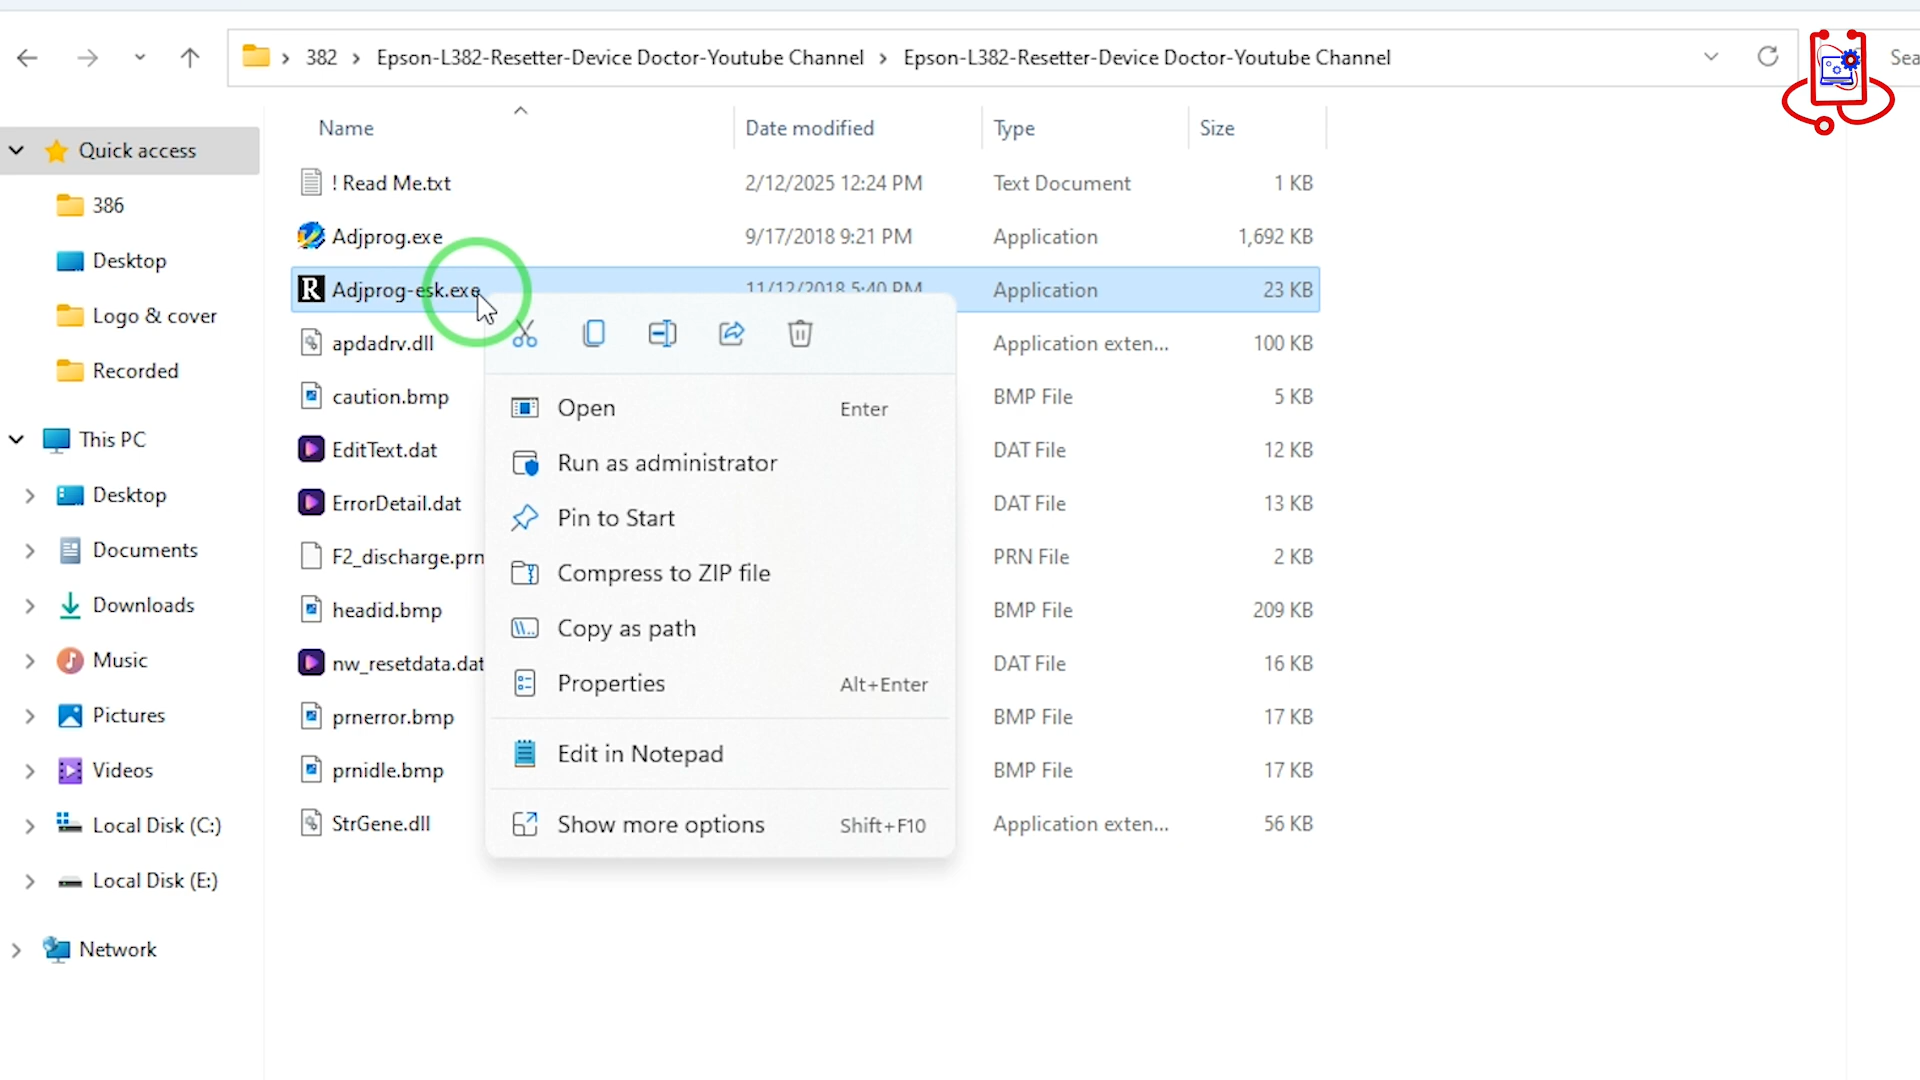 382 Epson-L382-Resetter-Device Doctor-Youtube Channel Epson-L382-Resetter-Device Doctor-Youtube Channel
Name Date modified Type Size
Quick access
386
Desktop
Logo & cover
Recorded
This PC
Desktop
Documents
Downloads
Music
Pictures
Videos
Local Disk (C:)
Local Disk (E:)
Network
! Read Me.txt 2/12/2025 12:24 PM Text Document 1 KB
Adjprog.exe 9/17/2018 9:21 PM Application 1,692 KB
Adjprog-esk.exe 11/12/2018 5:40 PM Application 23 KB
apdadrv.dll Application exten... 100 KB
caution.bmp BMP File 5 KB
EditText.dat DAT File 12 KB
ErrorDetail.dat DAT File 13 KB
F2_discharge.prn PRN File 2 KB
headid.bmp BMP File 209 KB
nw_resetdata.dat DAT File 16 KB
prnerror.bmp BMP File 17 KB
prnidle.bmp BMP File 17 KB
StrGene.dll Application exten... 56 KB
Open Enter
Run as administrator
Pin to Start
Compress to ZIP file
Copy as path
Properties Alt+Enter
Edit in Notepad
Show more options Shift+F10